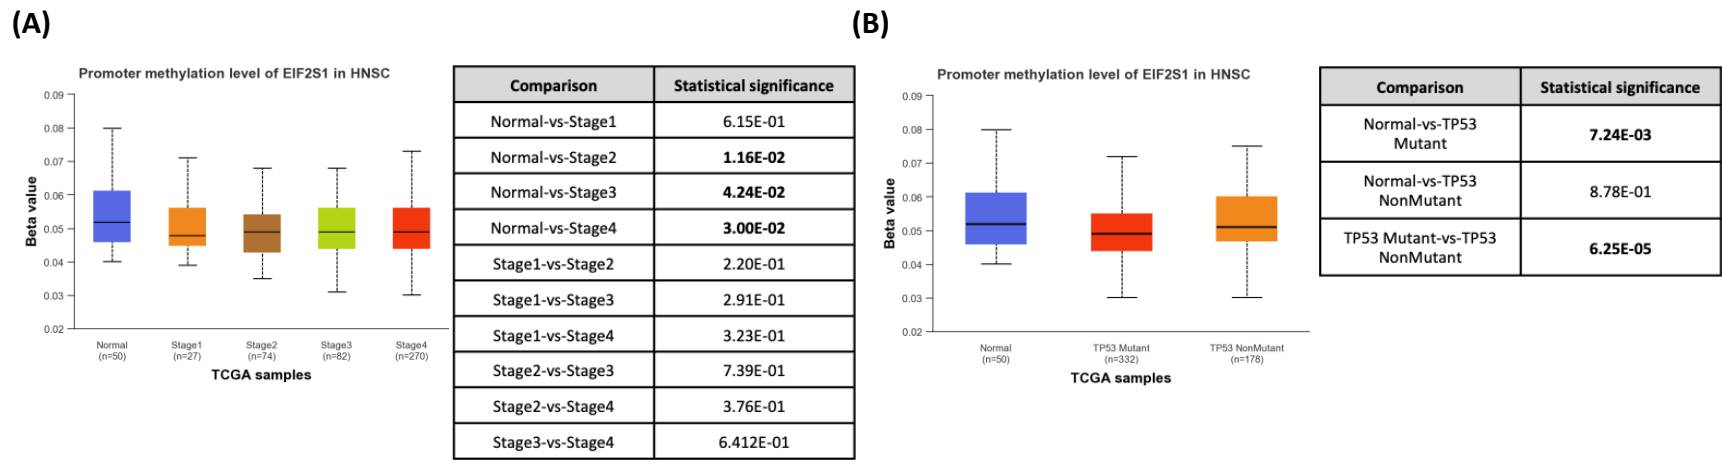 (A)
Promoter methylation level of EIF2S1 in HNSC
Beta value
0.09
0.08
0.07
0.06
0.05
0.04
0.03
0.02
Normal
(n=50)
Stage1
(n=27)
Stage2
(n=74)
Stage3
(n=82)
Stage4
(n=270)
TCGA samples
Comparison Statistical significance
Normal-vs-Stage1 6.15E-01
Normal-vs-Stage2 1.16E-02
Normal-vs-Stage3 4.24E-02
Normal-vs-Stage4 3.00E-02
Stage1-vs-Stage2 2.20E-01
Stage1-vs-Stage3 2.91E-01
Stage1-vs-Stage4 3.23E-01
Stage2-vs-Stage3 7.39E-01
Stage2-vs-Stage4 3.76E-01
Stage3-vs-Stage4 6.412E-01
(B)
Promoter methylation level of EIF2S1 in HNSC
Beta value
0.09
0.08
0.07
0.06
0.05
0.04
0.03
0.02
Normal
(n=50)
TP53 Mutant
(n=332)
TP53 NonMutant
(n=178)
TCGA samples
Comparison Statistical significance
Normal-vs-TP53
Mutant 7.24E-03
Normal-vs-TP53
NonMutant 8.78E-01
TP53 Mutant-vs-TP53
NonMutant 6.25E-05